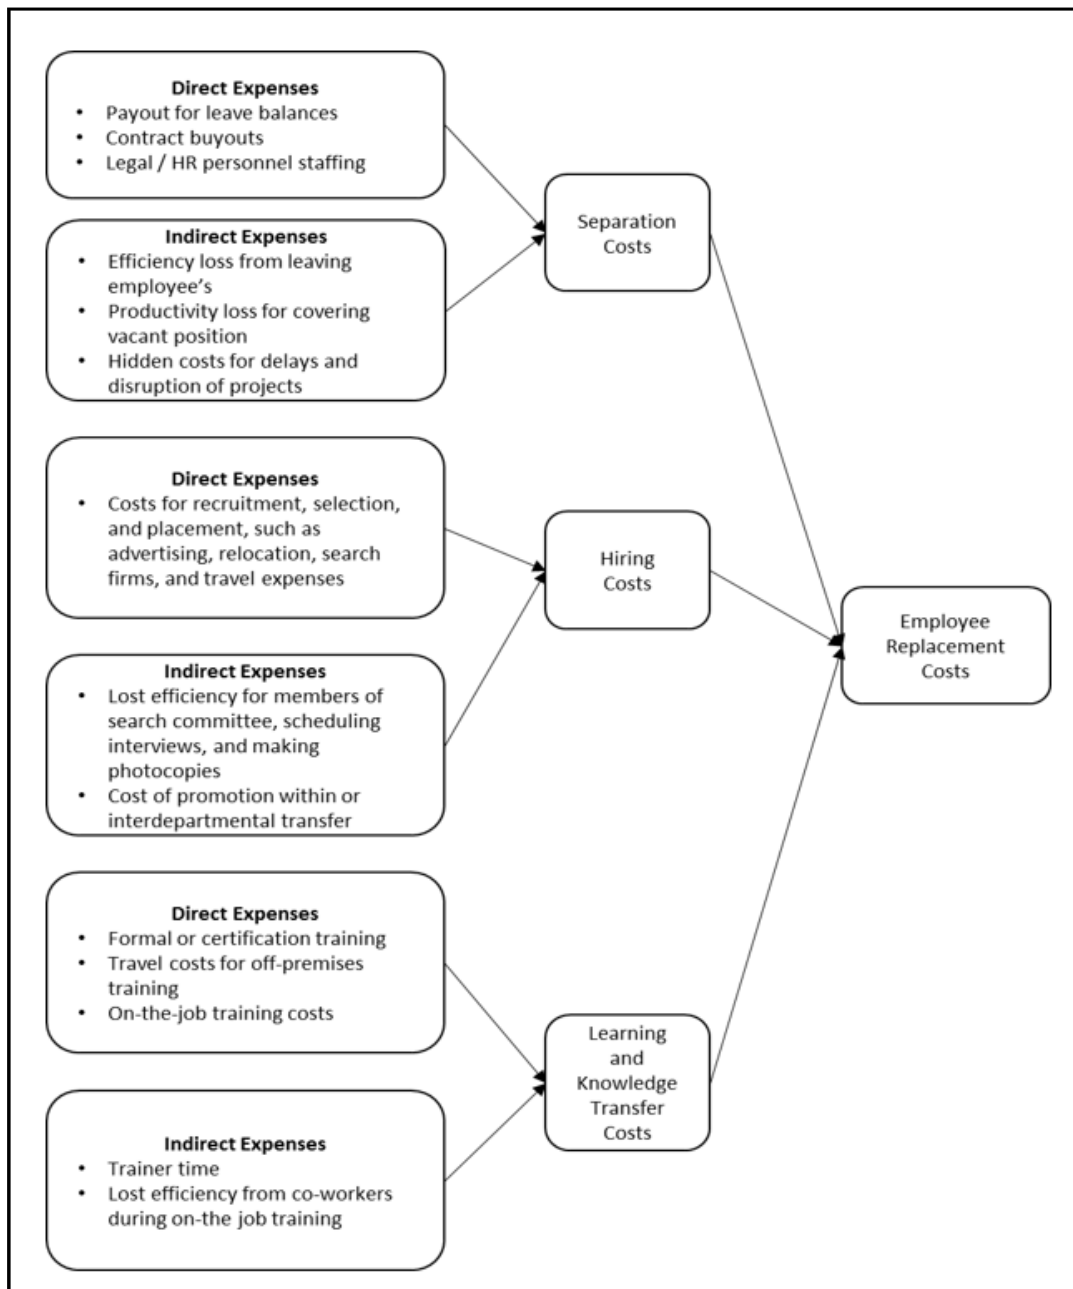 Direct Expenses
• Payout for leave balances
• Contract buyouts
• Legal / HR personnel staffing
Indirect Expenses
• Efficiency loss from leaving
employee's
• Productivity loss for covering
vacant position
• Hidden costs for delays and
disruption of projects
Separation
Costs
Direct Expenses
• Costs for recruitment, selection,
and placement, such as
advertising, relocation, search
firms, and travel expenses
Indirect Expenses
• Lost efficiency for members of
search committee, scheduling
interviews, and making
photocopies
• Cost of promotion within or
interdepartmental transfer
Hiring
Costs
Direct Expenses
• Formal or certification training
• Travel costs for off-premises
training
• On-the-job training costs
Indirect Expenses
• Trainer time
• Lost efficiency from co-workers
during on-the job training
Learning
and
Knowledge
Transfer
Costs
Employee
Replacement
Costs